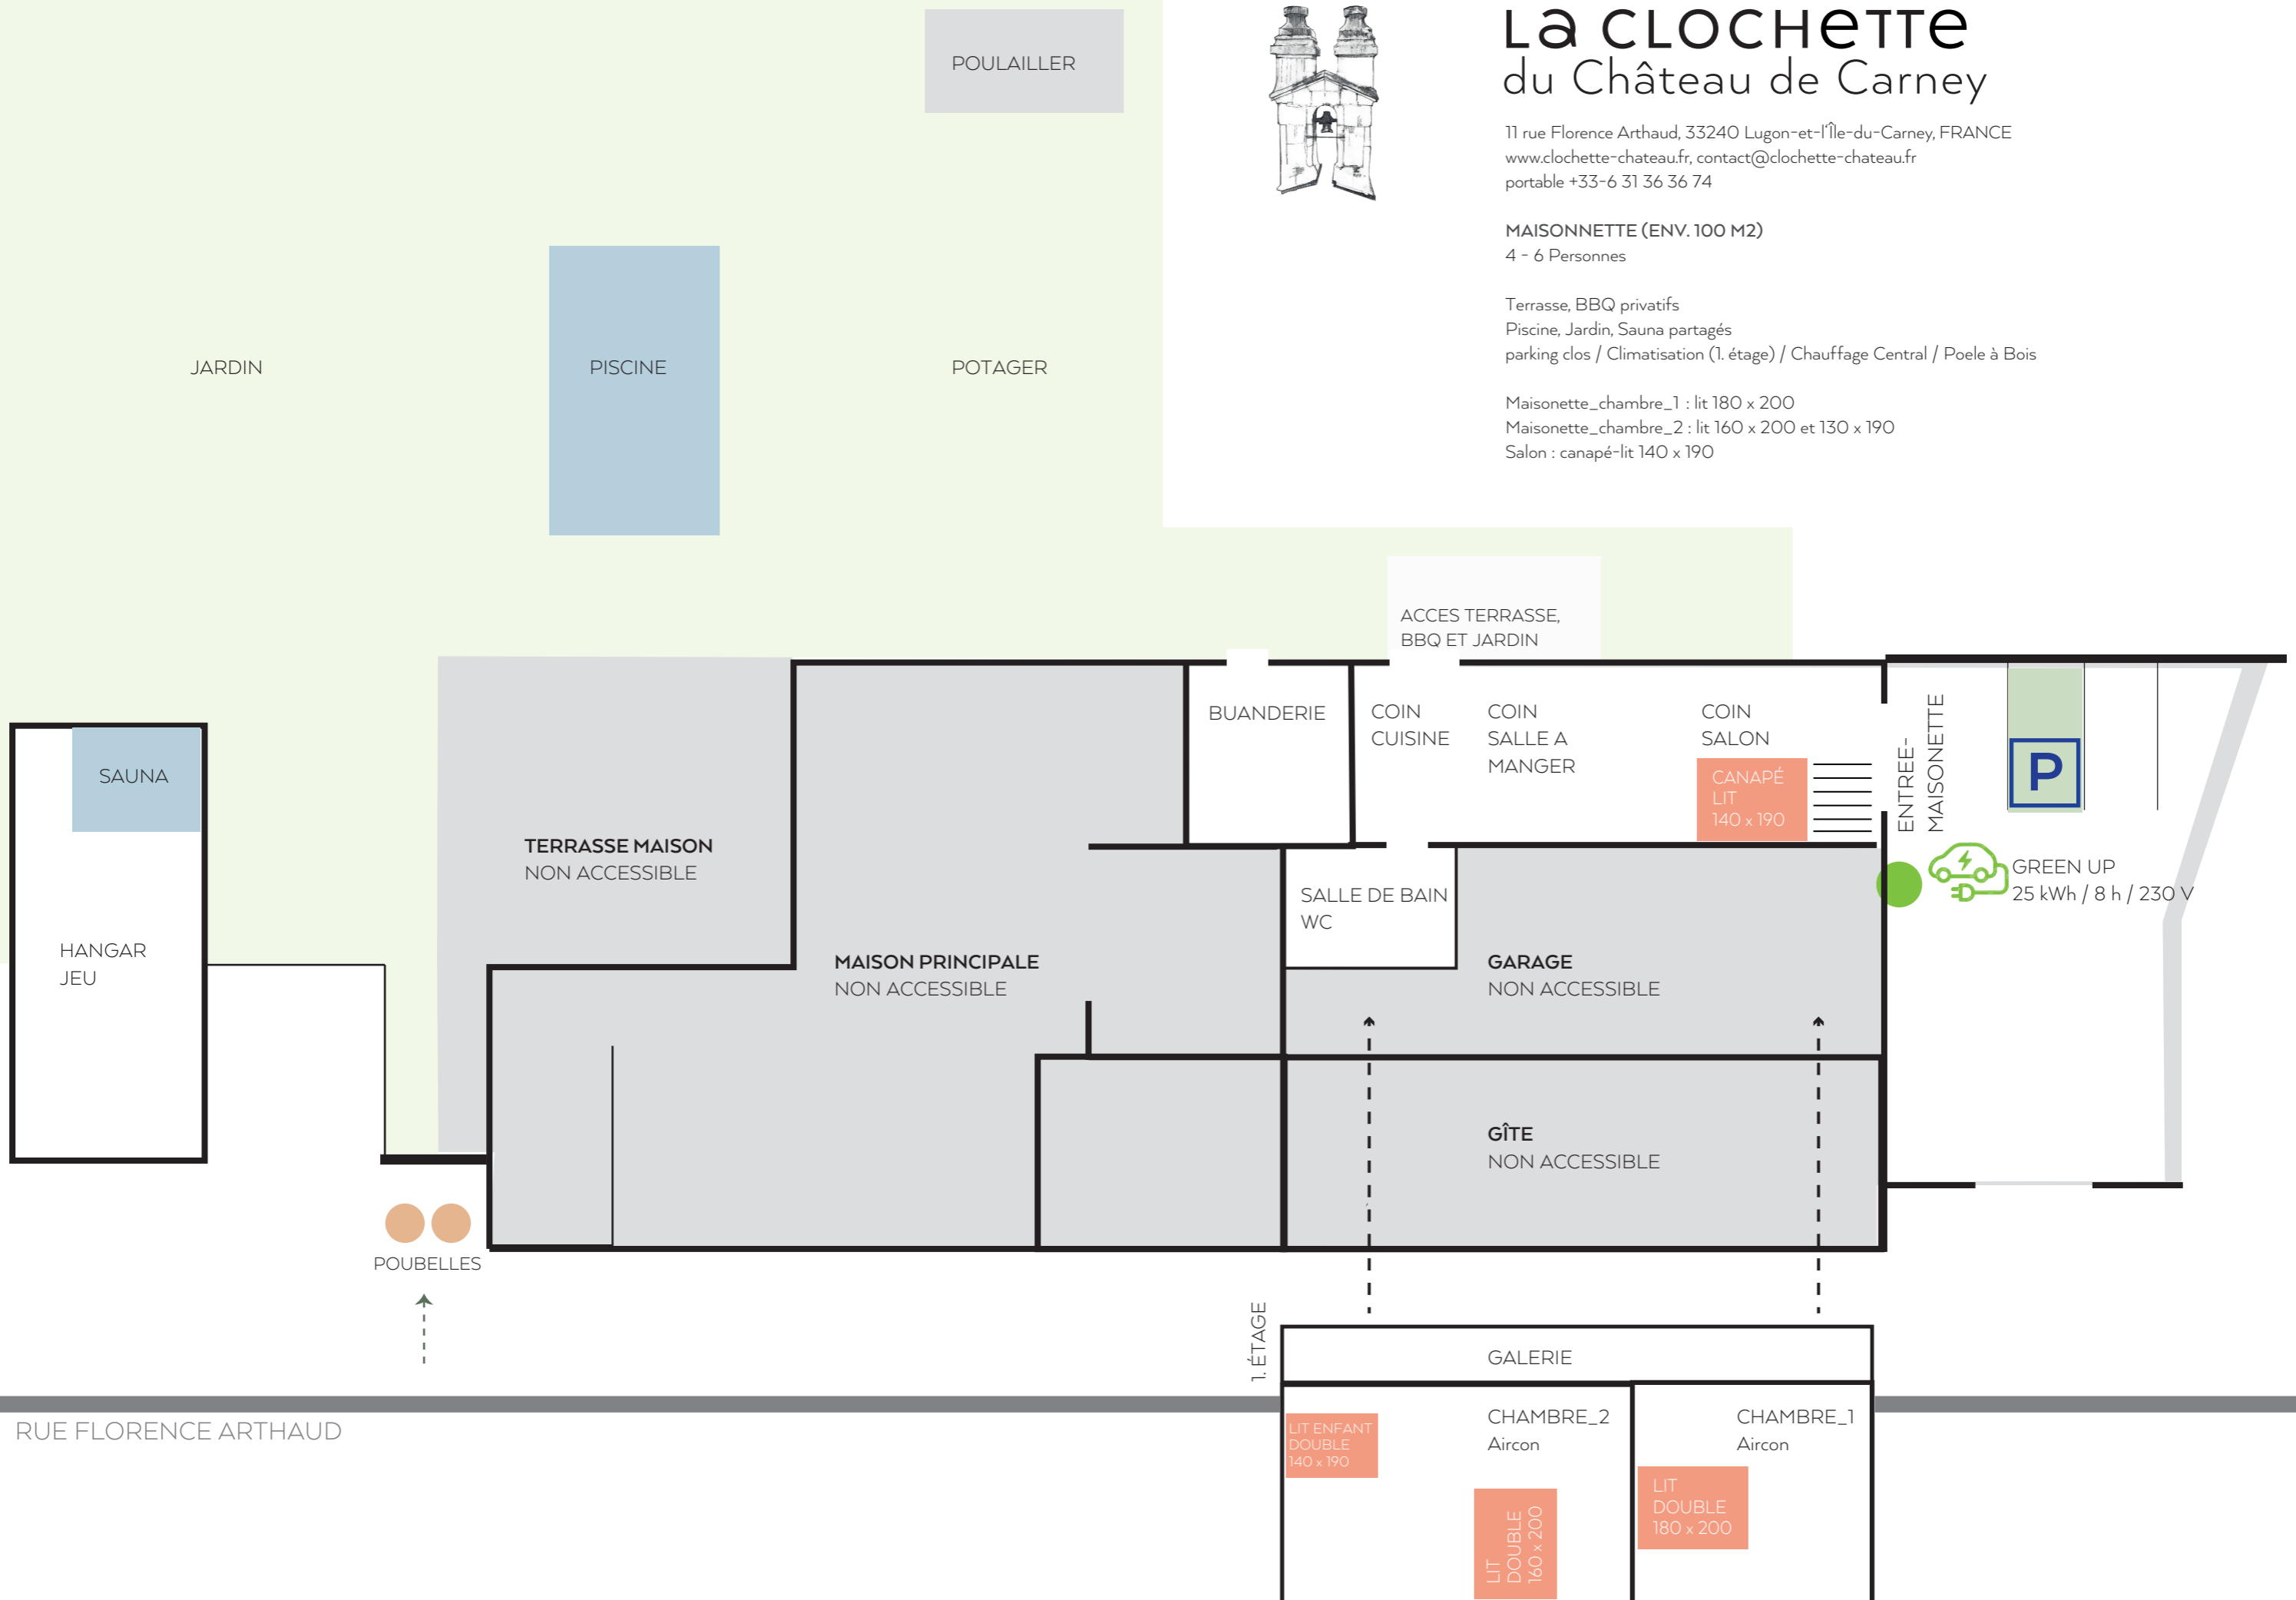 La CLOCHeTTe
du Château de Carney
11 rue Florence Arthaud, 33240 Lugon-et-l'Île-du-Carney, FRANCE
www.clochette-chateau.fr, contact@clochette-chateau.fr
portable +33-6 31 36 36 74
MAISONNETTE (ENV. 100 M2)
4 - 6 Personnes
Terrasse, BBQ privatifs
Piscine, Jardin, Sauna partagés
parking clos / Climatisation (1. étage) / Chauffage Central / Poele à Bois
Maisonette_chambre_1 : lit 180 x 200
Maisonette_chambre_2 : lit 160 x 200 et 130 x 190
Salon : canapé-lit 140 x 190
POULAILLER
JARDIN
PISCINE
POTAGER
ACCES TERRASSE,
BBQ ET JARDIN
BUANDERIE
COIN
CUISINE
COIN
SALLE A
MANGER
COIN
SALON
CANAPÉ
LIT
140 x 190
ENTREE-
MAISONETTE
P
SAUNA
TERRASSE MAISON
NON ACCESSIBLE
GREEN UP
25 kWh / 8 h / 230 V
SALLE DE BAIN
WC
HANGAR
JEU
MAISON PRINCIPALE
NON ACCESSIBLE
GARAGE
NON ACCESSIBLE
GÎTE
NON ACCESSIBLE
POUBELLES
1. ÉTAGE
GALERIE
RUE FLORENCE ARTHAUD
LIT ENFANT
DOUBLE
140 x 190
CHAMBRE_2
Aircon
CHAMBRE_1
Aircon
LIT
DOUBLE
160 x 200
LIT
DOUBLE
180 x 200